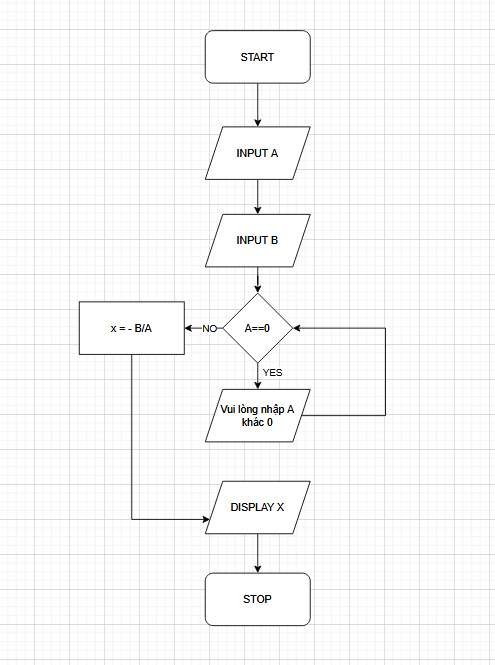 START
INPUT A
INPUT B
x = - B/A
NO
A==0
YES
Vui lòng nhập A
khác 0
DISPLAY X
STOP